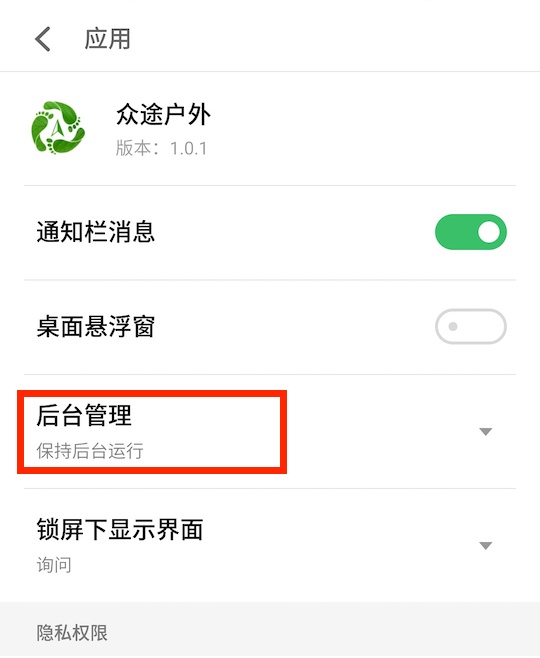 应用
众途户外
版本：1.0.1
通知栏消息
桌面悬浮窗
后台管理
保持后台运行
锁屏下显示界面
询问
隐私权限